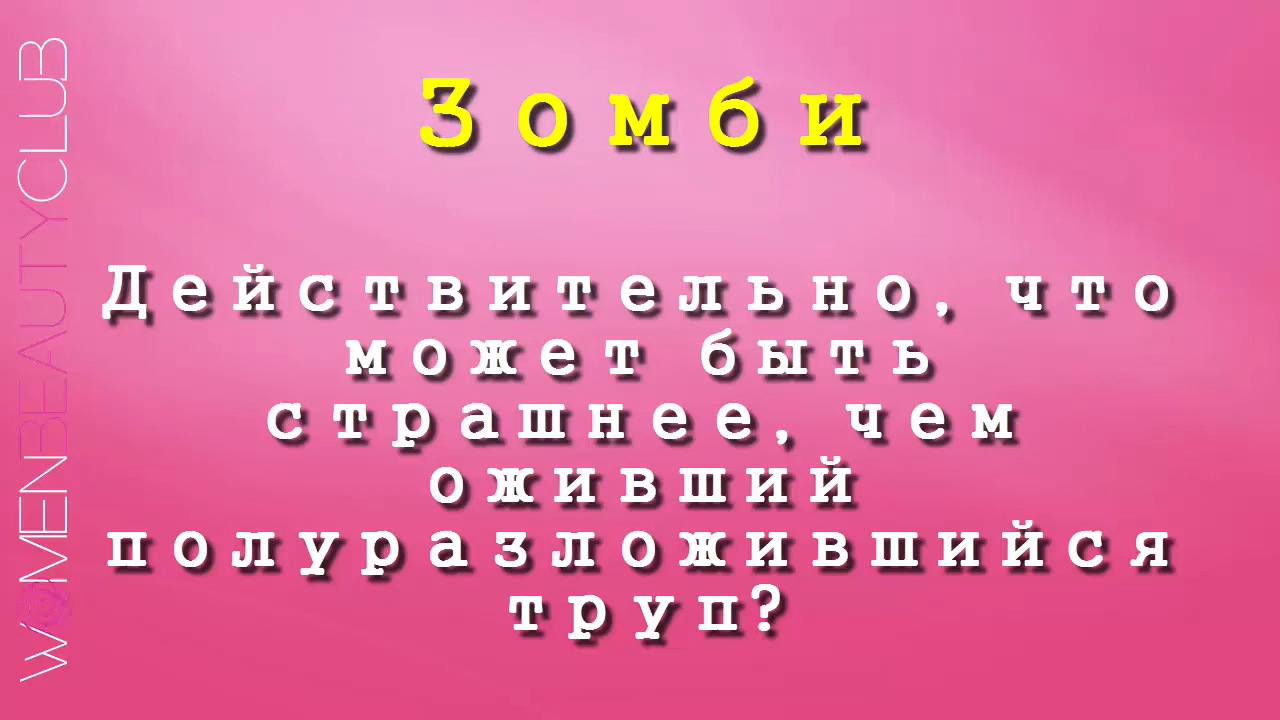 Зомби
Действительно, что
может быть
страшнее, чем
оживший
полуразложившийся
труп?
WOMENBEAUTYCLUB